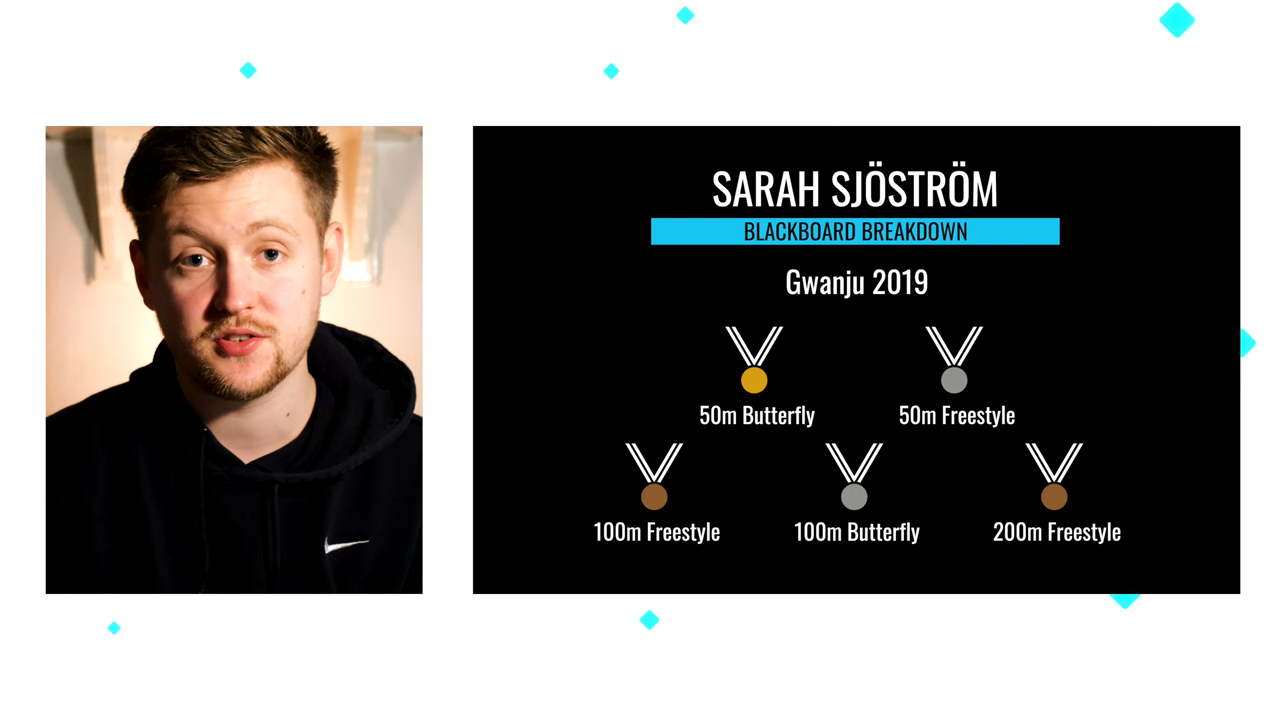 SARAH SJÖSTRÖM
BLACKBOARD BREAKDOWN
Gwanju 2019
50m Butterfly
50m Freestyle
100m Freestyle
100m Butterfly
200m Freestyle